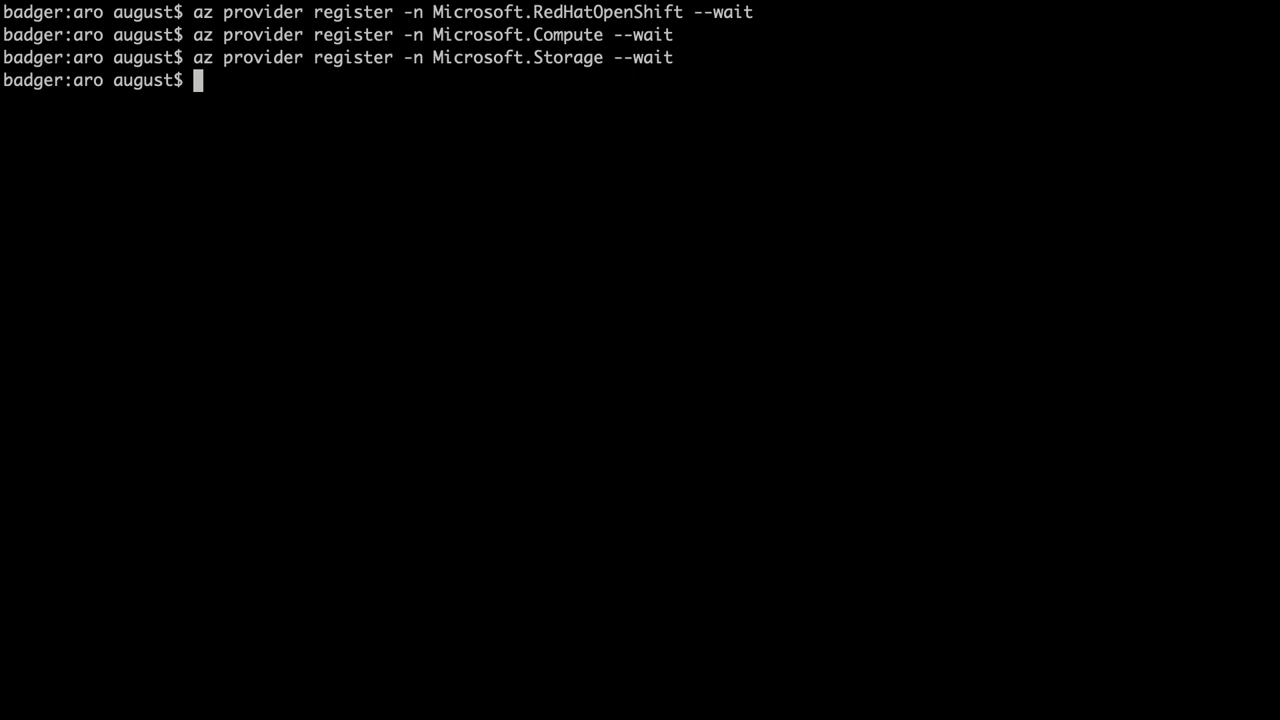 badger:aro august$ az provider register -n Microsoft.RedHatOpenShift --wait
badger:aro august$ az provider register -n Microsoft.Compute --wait
badger:aro august$ az provider register -n Microsoft.Storage --wait
badger:aro august$